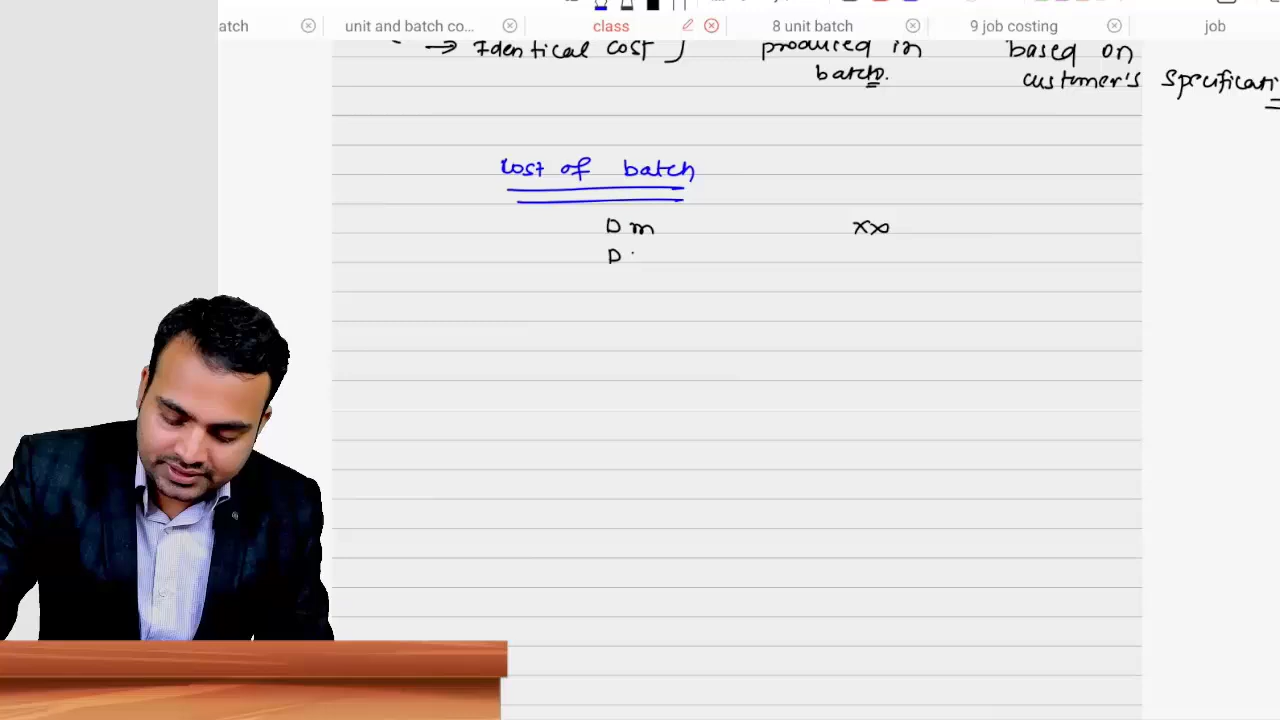 atch unit and batch co... class 8 unit batch 9 job costing job
→ Identical cost produced in based on
batch. customer's Specificati
Cost of batch
D m xx
D